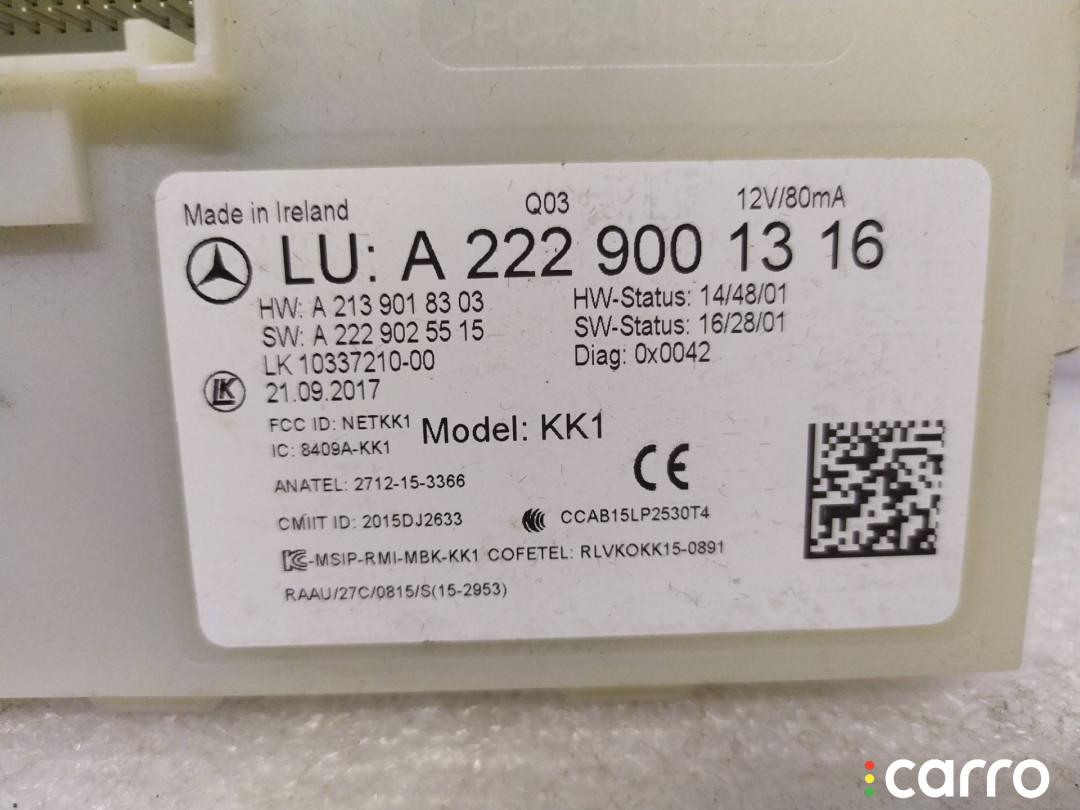 Made in Ireland Q03 12V/80mA
LU: A 222 900 13 16
HW: A 213 901 83 03 HW-Status: 14/48/01
SW: A 222 902 55 15 SW-Status: 16/28/01
LK 10337210-00 Diag: 0x0042
LK 21.09.2017
FCC ID: NETKK1 Model: KK1
IC: 8409A-KK1
CE
ANATEL: 2712-15-3366
CMIIT ID: 2015DJ2633 CCAB15LP2530T4
-MSIP-RMI-MBK-KK1 COFETEL: RLVKOKK15-0891
RAAU/27C/0815/S(15-2953)
carro